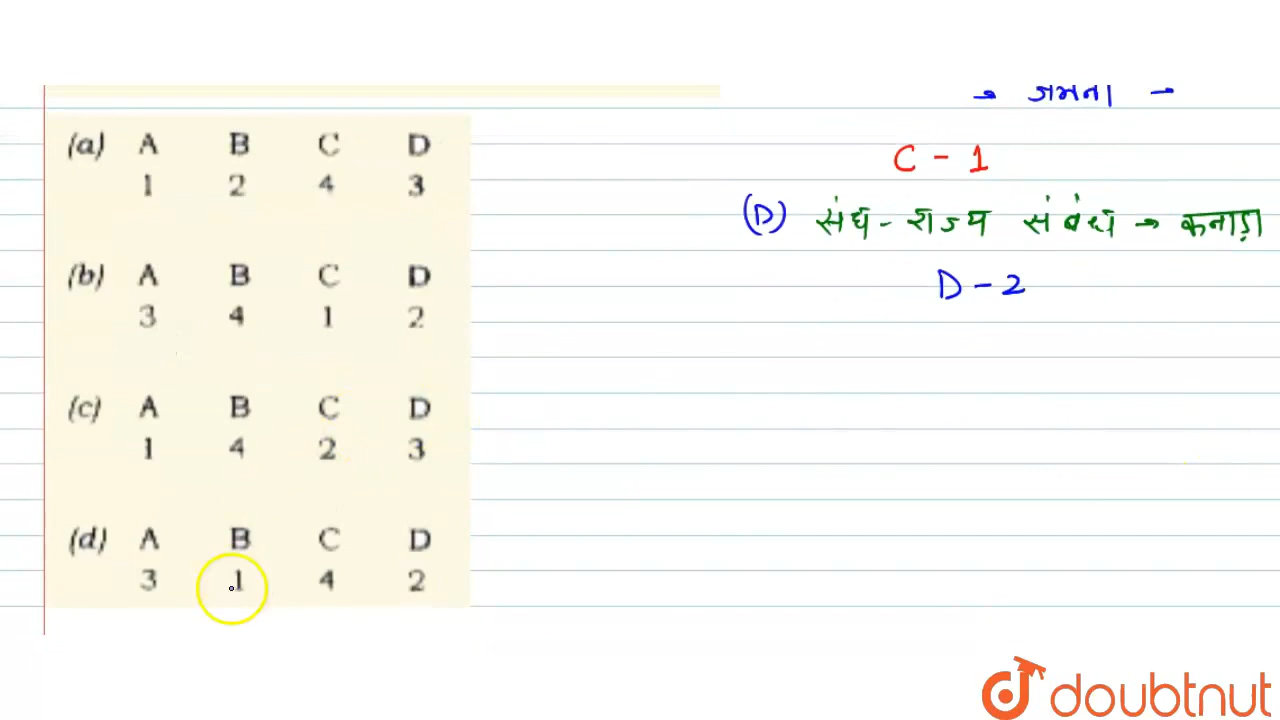 → जमना →
(a) A B C D
1 2 4 3
(b) A B C D
3 4 1 2
(c) A B C D
1 4 2 3
(d) A B C D
3 1 4 2
C - 1
(D) संघ - राज्य संबंध → कनाड़ा
D - 2
doubtnut